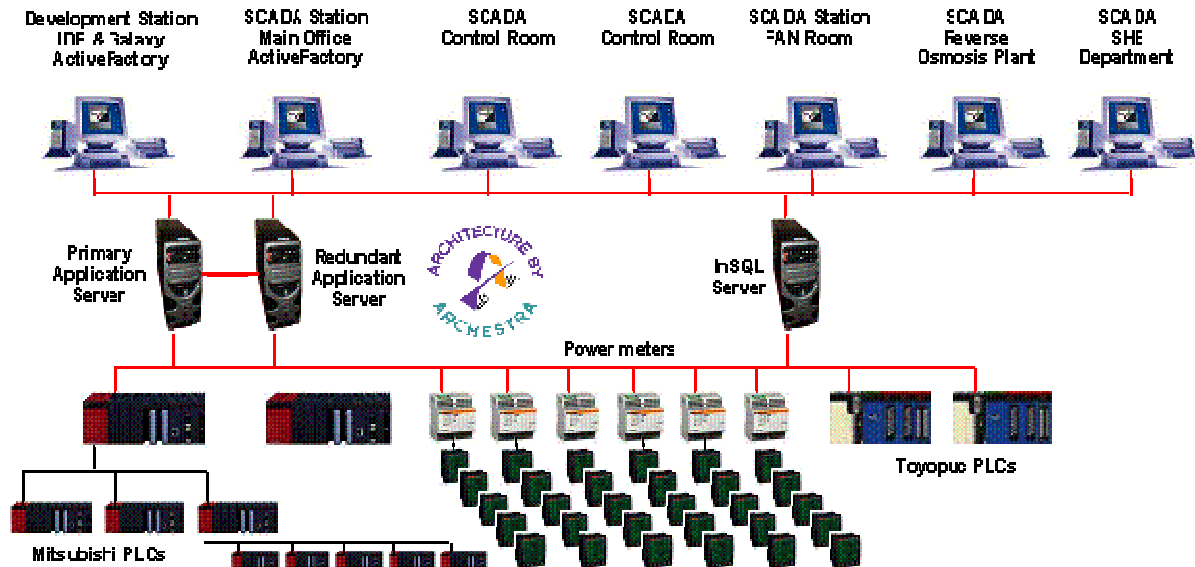 Development Station
IDE & Galaxy
ActiveFactory
SCADA Station
Main Office
ActiveFactory
SCADA
Control Room
SCADA
Control Room
SCADA Station
FAN Room
SCADA
Reverse
Osmosis Plant
SCADA
SHE
Department
Primary
Application
Server
Redundant
Application
Server
ARCHITECTURE BY
ARCHESTRA
InSQL
Server
Power meters
Toyopuc PLCs
Mitsubishi PLCs